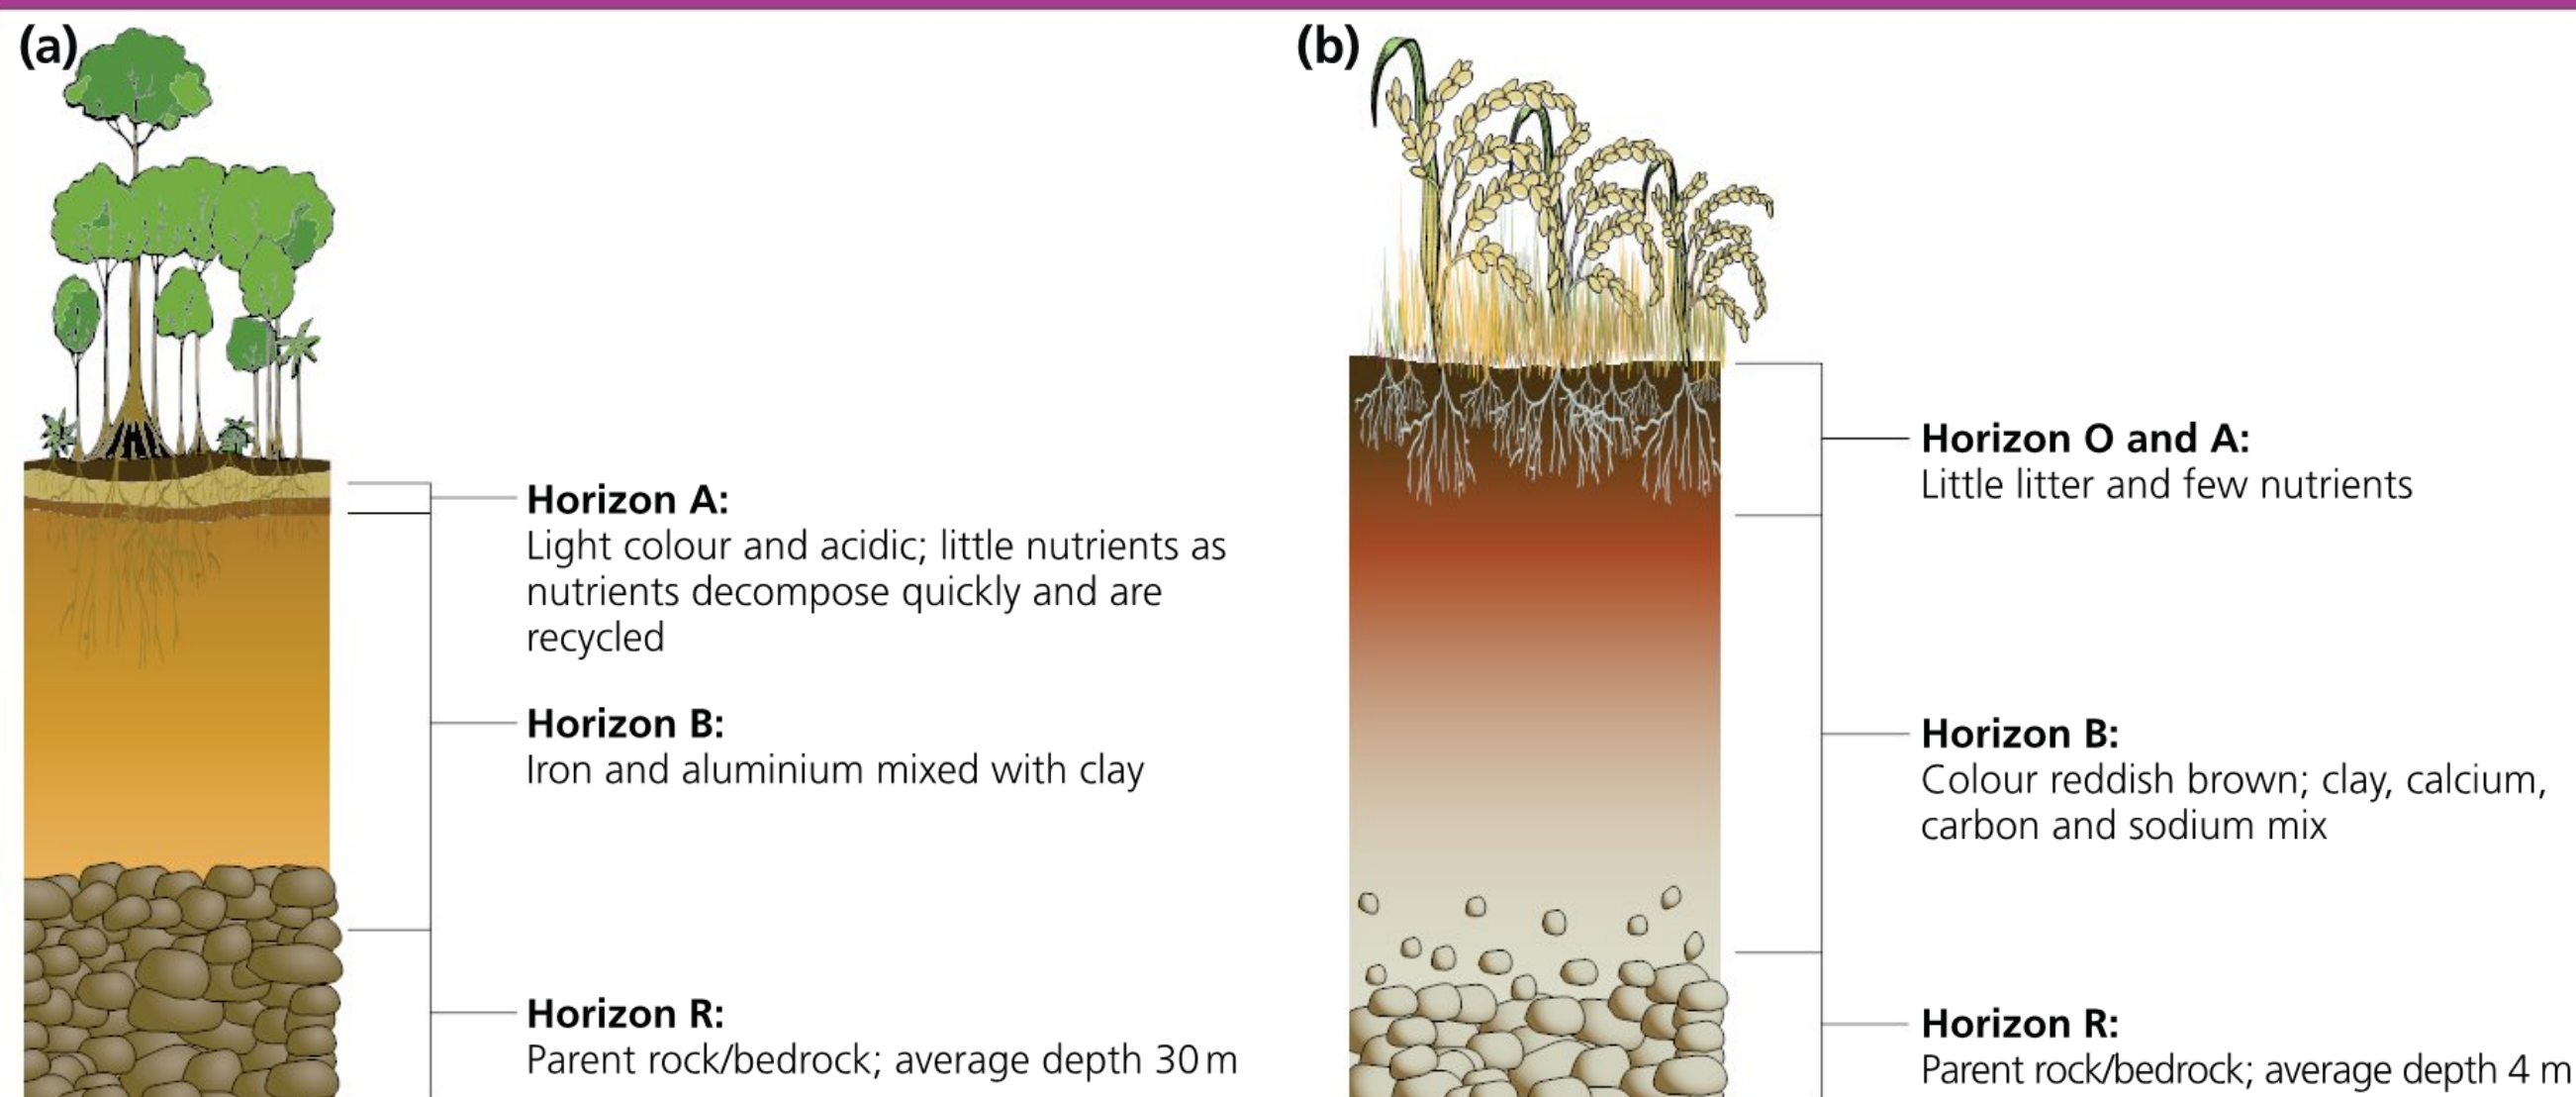 (a)
Horizon A:
Light colour and acidic; little nutrients as
nutrients decompose quickly and are
recycled
Horizon B:
Iron and aluminium mixed with clay
Horizon R:
Parent rock/bedrock; average depth 30 m
(b)
Horizon O and A:
Little litter and few nutrients
Horizon B:
Colour reddish brown; clay, calcium,
carbon and sodium mix
Horizon R:
Parent rock/bedrock; average depth 4 m